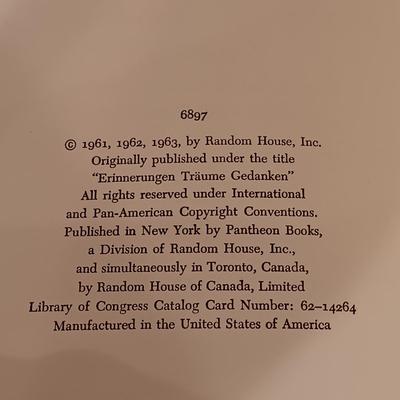 6897
© 1961, 1962, 1963, by Random House, Inc.
Originally published under the title
“Erinnerungen Träume Gedanken”
All rights reserved under International
and Pan-American Copyright Conventions.
Published in New York by Pantheon Books,
a Division of Random House, Inc.,
and simultaneously in Toronto, Canada,
by Random House of Canada, Limited
Library of Congress Catalog Card Number: 62–14264
Manufactured in the United States of America